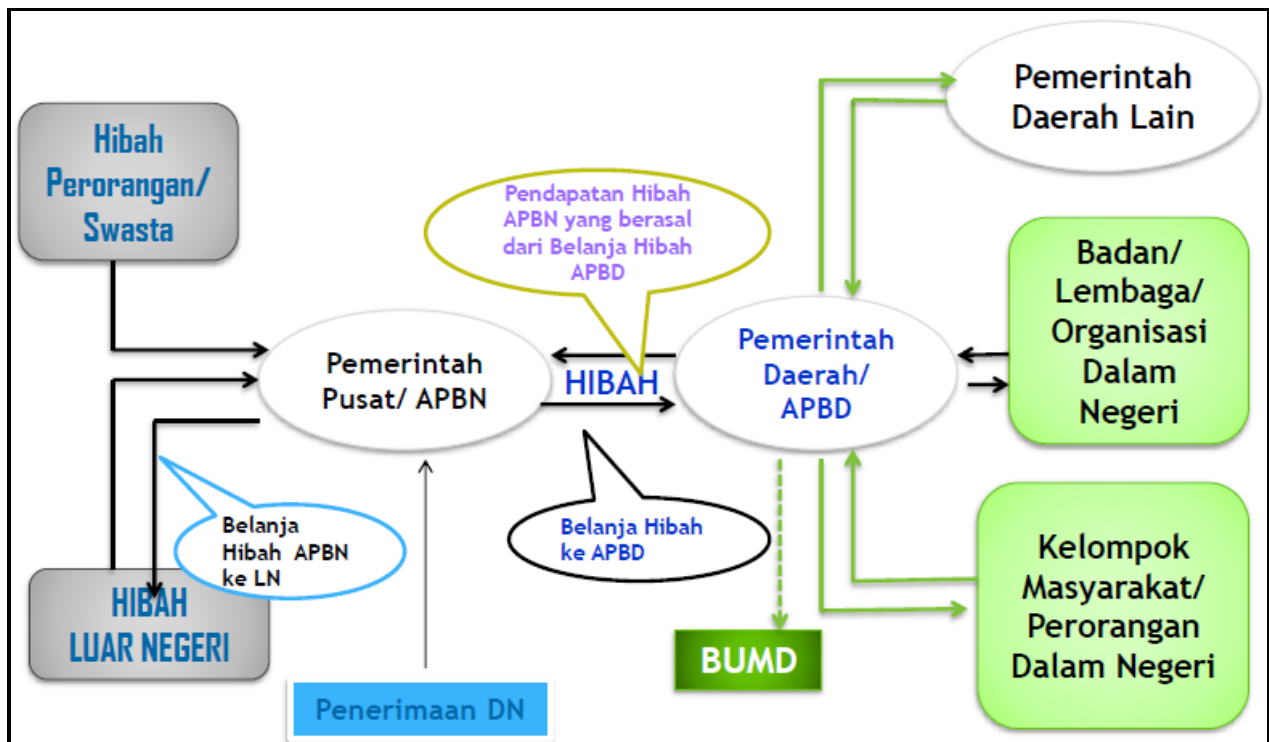 Hibah
Perorangan/
Swasta
Pemerintah
Daerah Lain
Pendapatan Hibah
APBN yang berasal
dari Belanja Hibah
APBD
Badan/
Lembaga/
Organisasi
Dalam
Negeri
Pemerintah
Pusat/ APBN
HIBAH
Pemerintah
Daerah/
APBD
Belanja
Hibah APBN
ke LN
Belanja Hibah
ke APBD
HIBAH
LUAR NEGERI
Kelompok
Masyarakat/
Perorangan
Dalam Negeri
BUMD
Penerimaan DN